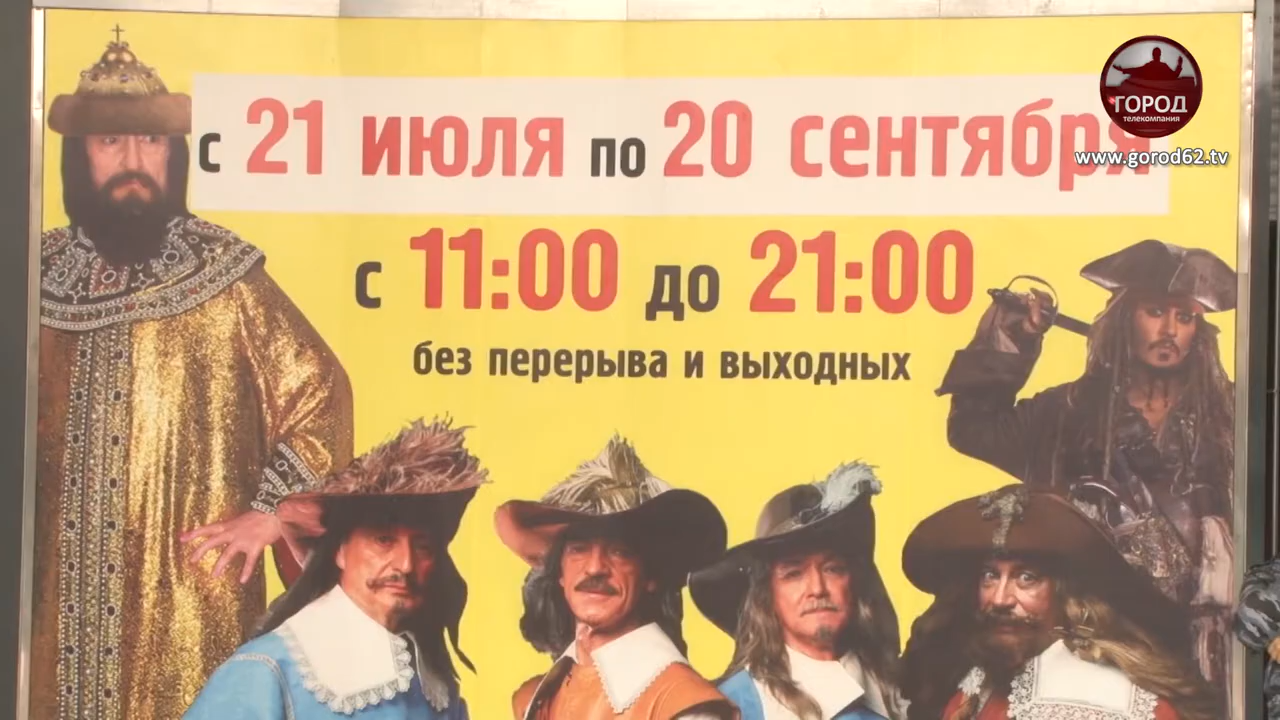 ГОРОД
телекомпания
www.gorod62.tv
с 21 июля по 20 сентября
с 11:00 до 21:00
без перерыва и выходных